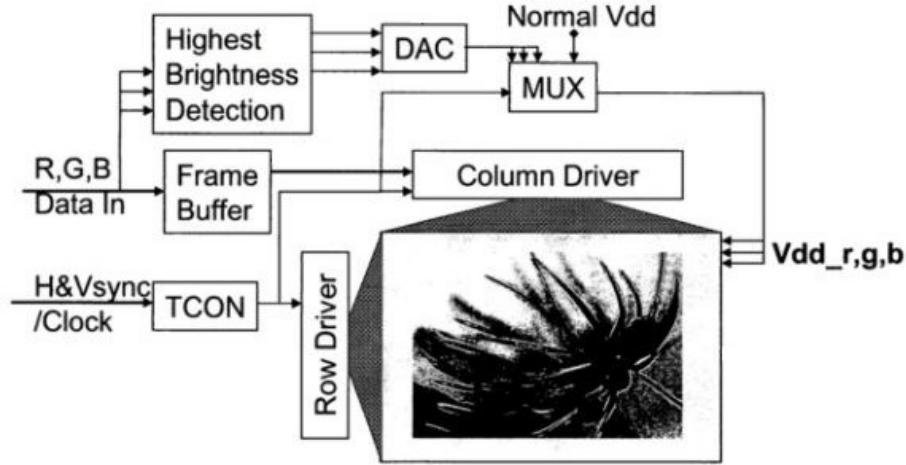 Normal Vdd
Highest
Brightness
Detection
DAC
MUX
R,G,B
Data In
Frame
Buffer
Column Driver
Vdd_r,g,b
H&Vsync
/Clock
TCON
Row Driver